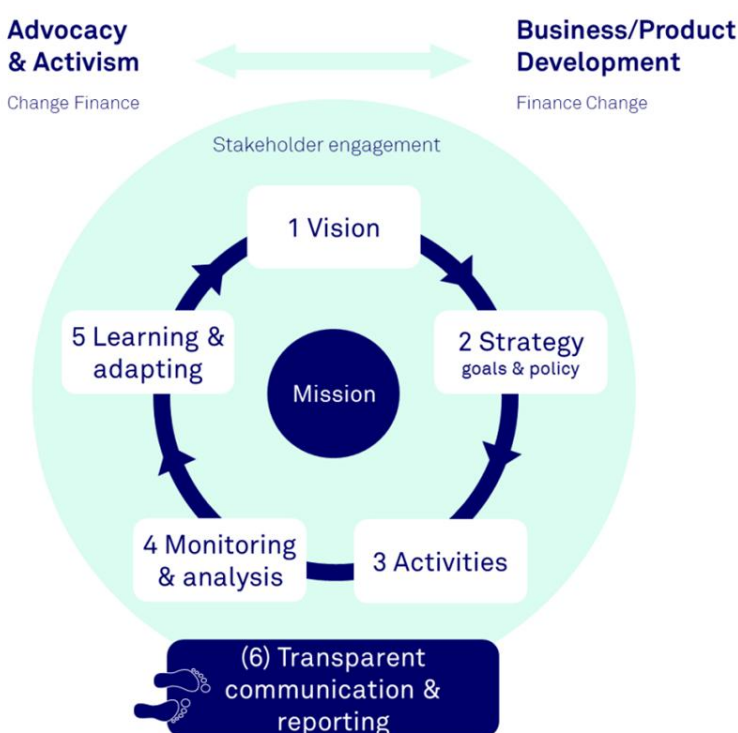 Advocacy
& Activism
Change Finance
Business/Product
Development
Finance Change
Stakeholder engagement
1 Vision
5 Learning &
adapting
2 Strategy
goals & policy
Mission
4 Monitoring
& analysis
3 Activities
(6) Transparent
communication &
reporting